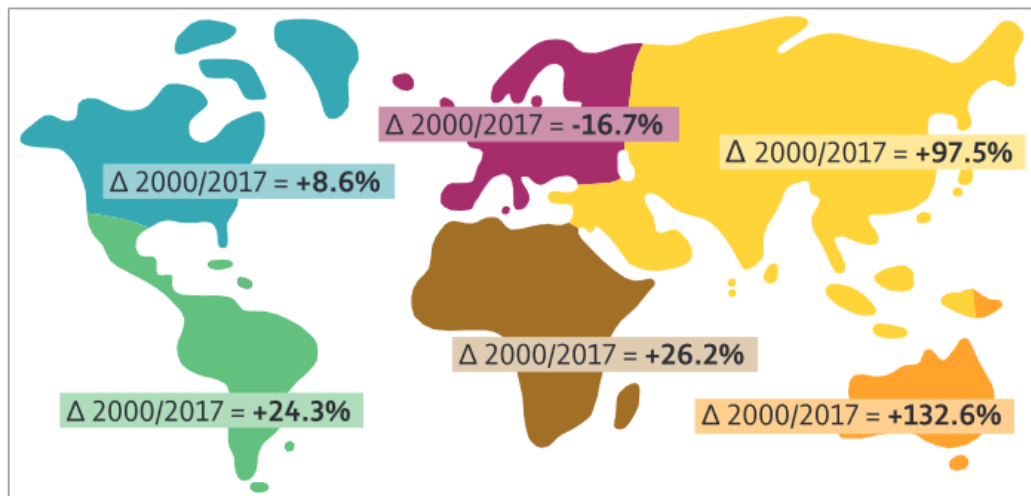 Δ 2000/2017 = -16.7%
Δ 2000/2017 = +97.5%
Δ 2000/2017 = +8.6%
Δ 2000/2017 = +26.2%
Δ 2000/2017 = +24.3%
Δ 2000/2017 = +132.6%